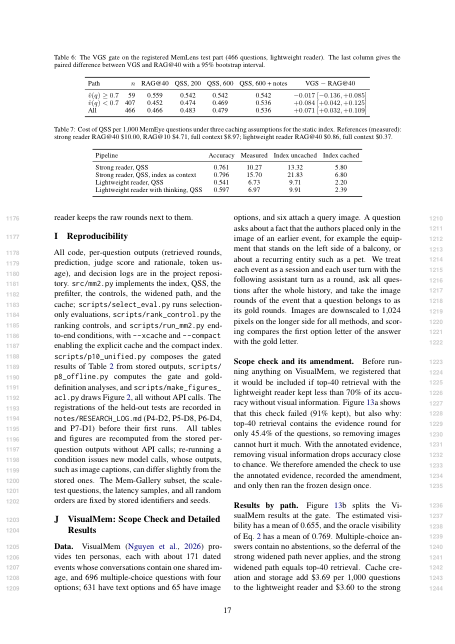 Table 6: The VGS gate on the registered MemLens test part (466 questions, lightweight reader). The last column gives the
paired difference between VGS and RAG@40 with a 95% bootstrap interval.
Path n RAG@40 QSS, 200 QSS, 600 QSS, 600 + notes VGS − RAG@40
v̂(q) ≥ 0.7 59 0.559 0.542 0.542 0.542 −0.017 [−0.136, +0.085]
v̂(q) < 0.7 407 0.452 0.474 0.469 0.536 +0.084 [+0.042, +0.125]
All 466 0.466 0.483 0.479 0.536 +0.071 [+0.032, +0.109]
Table 7: Cost of QSS per 1,000 MemEye questions under three caching assumptions for the static index. References (measured):
strong reader RAG@40 $10.00, RAG@10 $4.71, full context $8.97; lightweight reader RAG@40 $0.86, full context $0.37.
Pipeline Accuracy Measured Index uncached Index cached
Strong reader, QSS 0.761 10.27 13.32 5.80
Strong reader, QSS, index as context 0.796 15.70 21.83 6.80
Lightweight reader, QSS 0.541 6.73 9.71 2.20
Lightweight reader with thinking, QSS 0.597 6.97 9.91 2.39
1176 reader keeps the raw rounds next to them.
1177 I Reproducibility
1178 All code, per-question outputs (retrieved rounds,
1179 prediction, judge score and rationale, token us-
1180 age), and decision logs are in the project reposi-
1181 tory. src/mm2.py implements the index, QSS, the
1182 prefilter, the controls, the widened path, and the
1183 cache; scripts/select_eval.py runs selection-
1184 only evaluations, scripts/rank_control.py the
1185 ranking controls, and scripts/run_mm2.py end-
1186 to-end conditions, with --xcache and --compact
1187 enabling the explicit cache and the compact index.
1188 scripts/p10_unified.py composes the gated
1189 results of Table 2 from stored outputs, scripts/
1190 p8_offline.py computes the gate and gold-
1191 definition analyses, and scripts/make_figures_
1192 acl.py draws Figure 2, all without API calls. The
1193 registrations of the held-out tests are recorded in
1194 notes/RESEARCH_LOG.md (P4-D2, P5-D8, P6-D4,
1195 and P7-D1) before their first runs. All tables
1196 and figures are recomputed from the stored per-
1197 question outputs without API calls; re-running a
1198 condition issues new model calls, whose outputs,
1199 such as image captions, can differ slightly from the
1200 stored ones. The Mem-Gallery subset, the scale-
1201 test questions, the latency samples, and all random
1202 orders are fixed by stored identifiers and seeds.
1203 J VisualMem: Scope Check and Detailed
1204 Results
1205 Data. VisualMem (Nguyen et al., 2026) pro-
1206 vides ten personas, each with about 171 dated
1207 events whose conversations contain one shared im-
1208 age, and 696 multiple-choice questions with four
1209 options; 631 have text options and 65 have image
options, and six attach a query image. A question 1210
asks about a fact that the authors placed only in the 1211
image of an earlier event, for example the equip- 1212
ment that stands on the left side of a balcony, or 1213
about a recurring entity such as a pet. We treat 1214
each event as a session and each user turn with the 1215
following assistant turn as a round, ask all ques- 1216
tions after the whole history, and take the image 1217
rounds of the event that a question belongs to as 1218
its gold rounds. Images are downscaled to 1,024 1219
pixels on the longer side for all methods, and scor- 1220
ing compares the first option letter of the answer 1221
with the gold letter. 1222
Scope check and its amendment. Before run- 1223
ning anything on VisualMem, we registered that 1224
it would be included if top-40 retrieval with the 1225
lightweight reader kept less than 70% of its accu- 1226
racy without visual information. Figure 13a shows 1227
that this check failed (91% kept), but also why: 1228
top-40 retrieval contains the evidence round for 1229
only 45.4% of the questions, so removing images 1230
cannot hurt it much. With the annotated evidence, 1231
removing visual information drops accuracy close 1232
to chance. We therefore amended the check to use 1233
the annotated evidence, recorded the amendment, 1234
and only then ran the frozen design once. 1235
Results by path. Figure 13b splits the Vi- 1236
sualMem results at the gate. The estimated visi- 1237
bility has a mean of 0.655, and the oracle visibility 1238
of Eq. 2 has a mean of 0.769. Multiple-choice an- 1239
swers contain no abstentions, so the deferral of the 1240
strong widened path never applies, and the strong 1241
widened path equals top-40 retrieval. Cache cre- 1242
ation and storage add $3.69 per 1,000 questions 1243
to the lightweight reader and $3.60 to the strong 1244
17